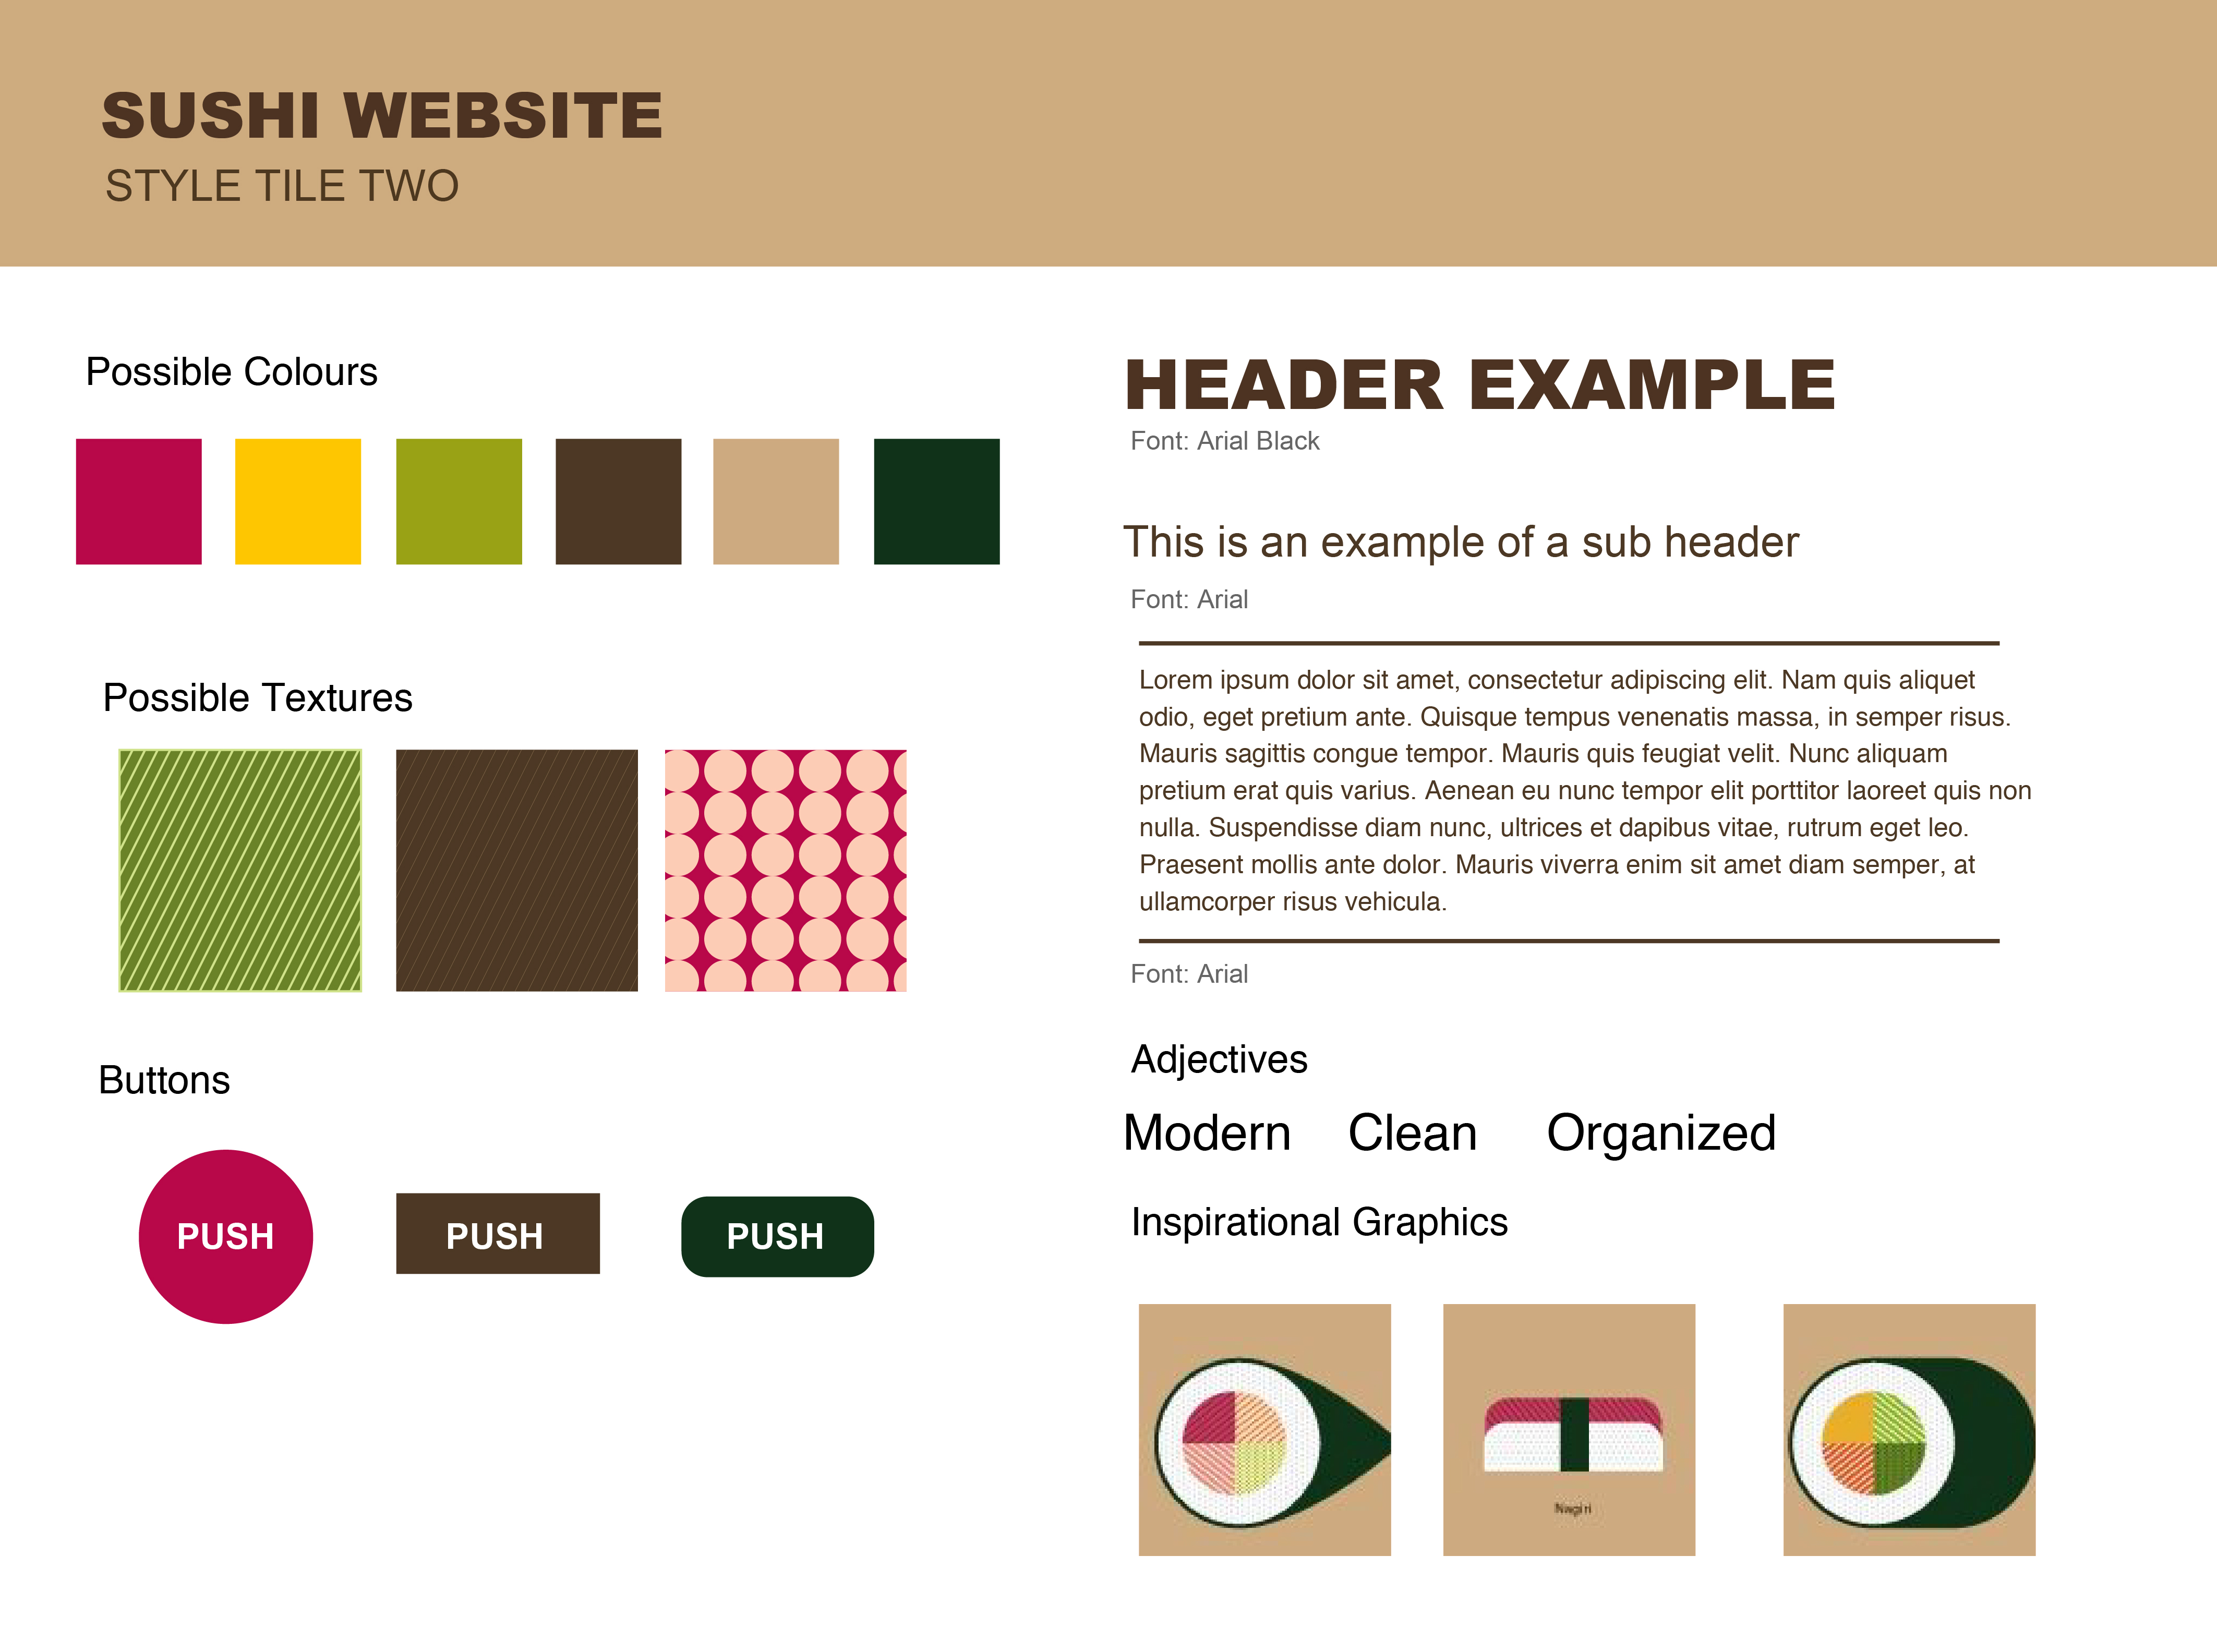 SUSHI WEBSITE
STYLE TILE TWO
Possible Colours
Possible Textures
Buttons
PUSH
PUSH
PUSH
HEADER EXAMPLE
Font: Arial Black
This is an example of a sub header
Font: Arial
Lorem ipsum dolor sit amet, consectetur adipiscing elit. Nam quis aliquet
odio, eget pretium ante. Quisque tempus venenatis massa, in semper risus.
Mauris sagittis congue tempor. Mauris quis feugiat velit. Nunc aliquam
pretium erat quis varius. Aenean eu nunc tempor elit porttitor laoreet quis non
nulla. Suspendisse diam nunc, ultrices et dapibus vitae, rutrum eget leo.
Praesent mollis ante dolor. Mauris viverra enim sit amet diam semper, at
ullamcorper risus vehicula.
Font: Arial
Adjectives
Modern Clean Organized
Inspirational Graphics
Nagiri